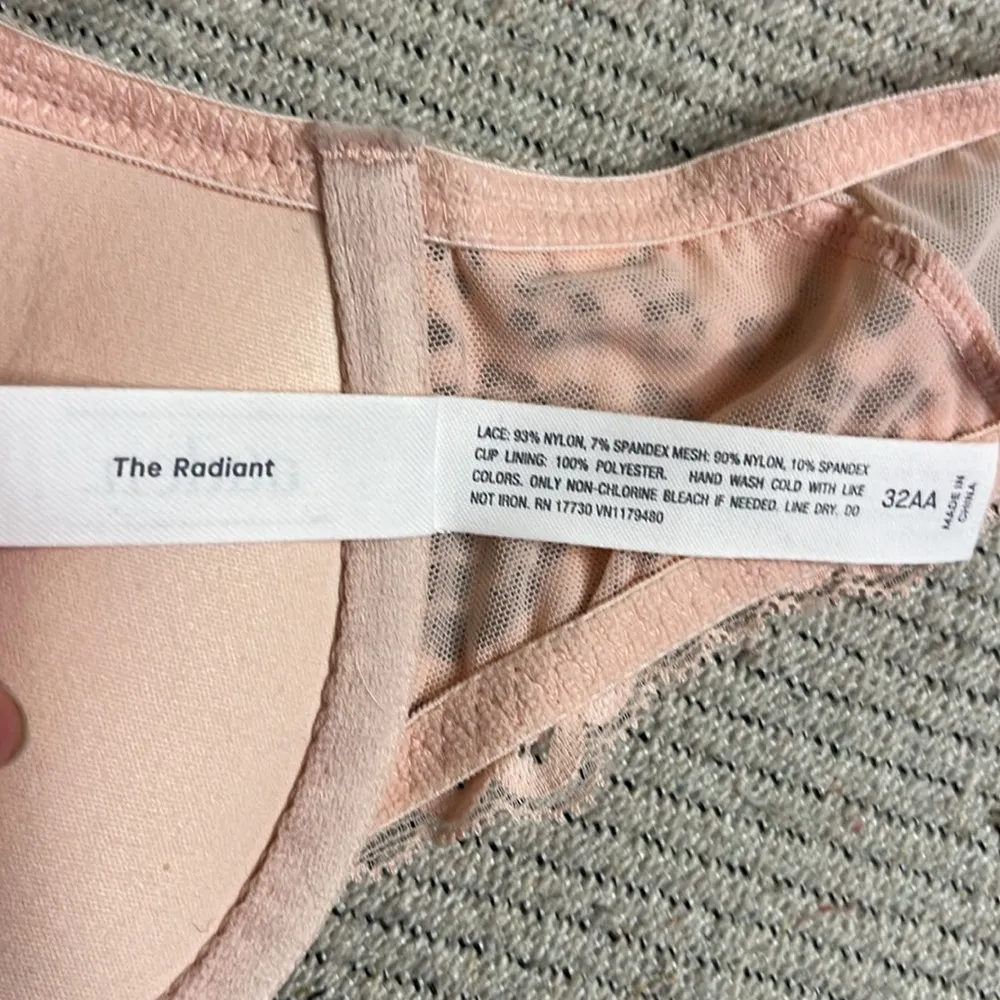 The Radiant
LACE: 93% NYLON, 7% SPANDEX MESH: 90% NYLON, 10% SPANDEX
CUP LINING: 100% POLYESTER. HAND WASH COLD WITH LIKE
COLORS. ONLY NON-CHLORINE BLEACH IF NEEDED. LINE DRY. DO
NOT IRON. RN 17730 VN1179480
32AA
MADE IN
CHINA